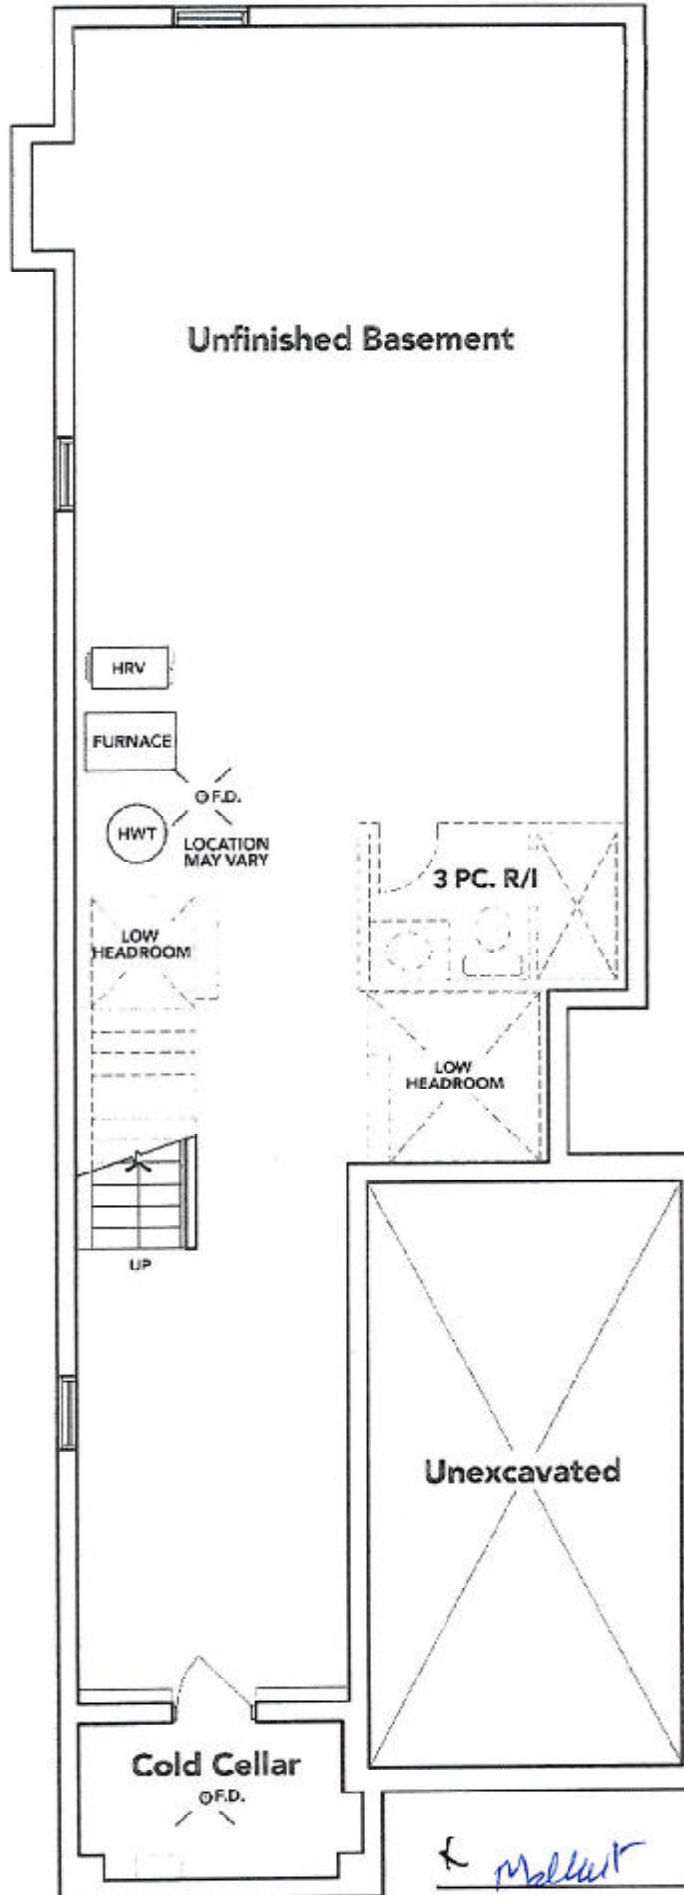 Unfinished Basement
HRV
FURNACE
F.D.
HWT
LOCATION
MAY VARY
3 PC. R/I
LOW
HEADROOM
LOW
HEADROOM
UP
Unexcavated
Cold Cellar
F.D.